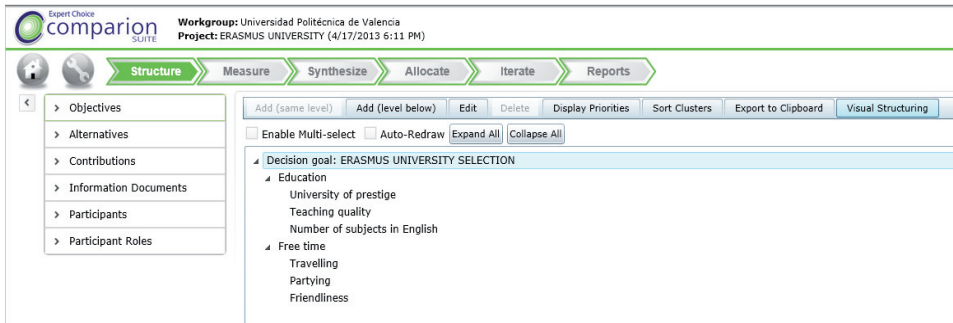 Expert Choice
comparion
SUITE
Workgroup: Universidad Politécnica de Valencia
Project: ERASMUS UNIVERSITY (4/17/2013 6:11 PM)
Structure Measure Synthesize Allocate Iterate Reports
Objectives
Alternatives
Contributions
Information Documents
Participants
Participant Roles
Add (same level) Add (level below) Edit Delete Display Priorities Sort Clusters Export to Clipboard Visual Structuring
Enable Multi-select Auto-Redraw Expand All Collapse All
Decision goal: ERASMUS UNIVERSITY SELECTION
Education
University of prestige
Teaching quality
Number of subjects in English
Free time
Travelling
Partying
Friendliness